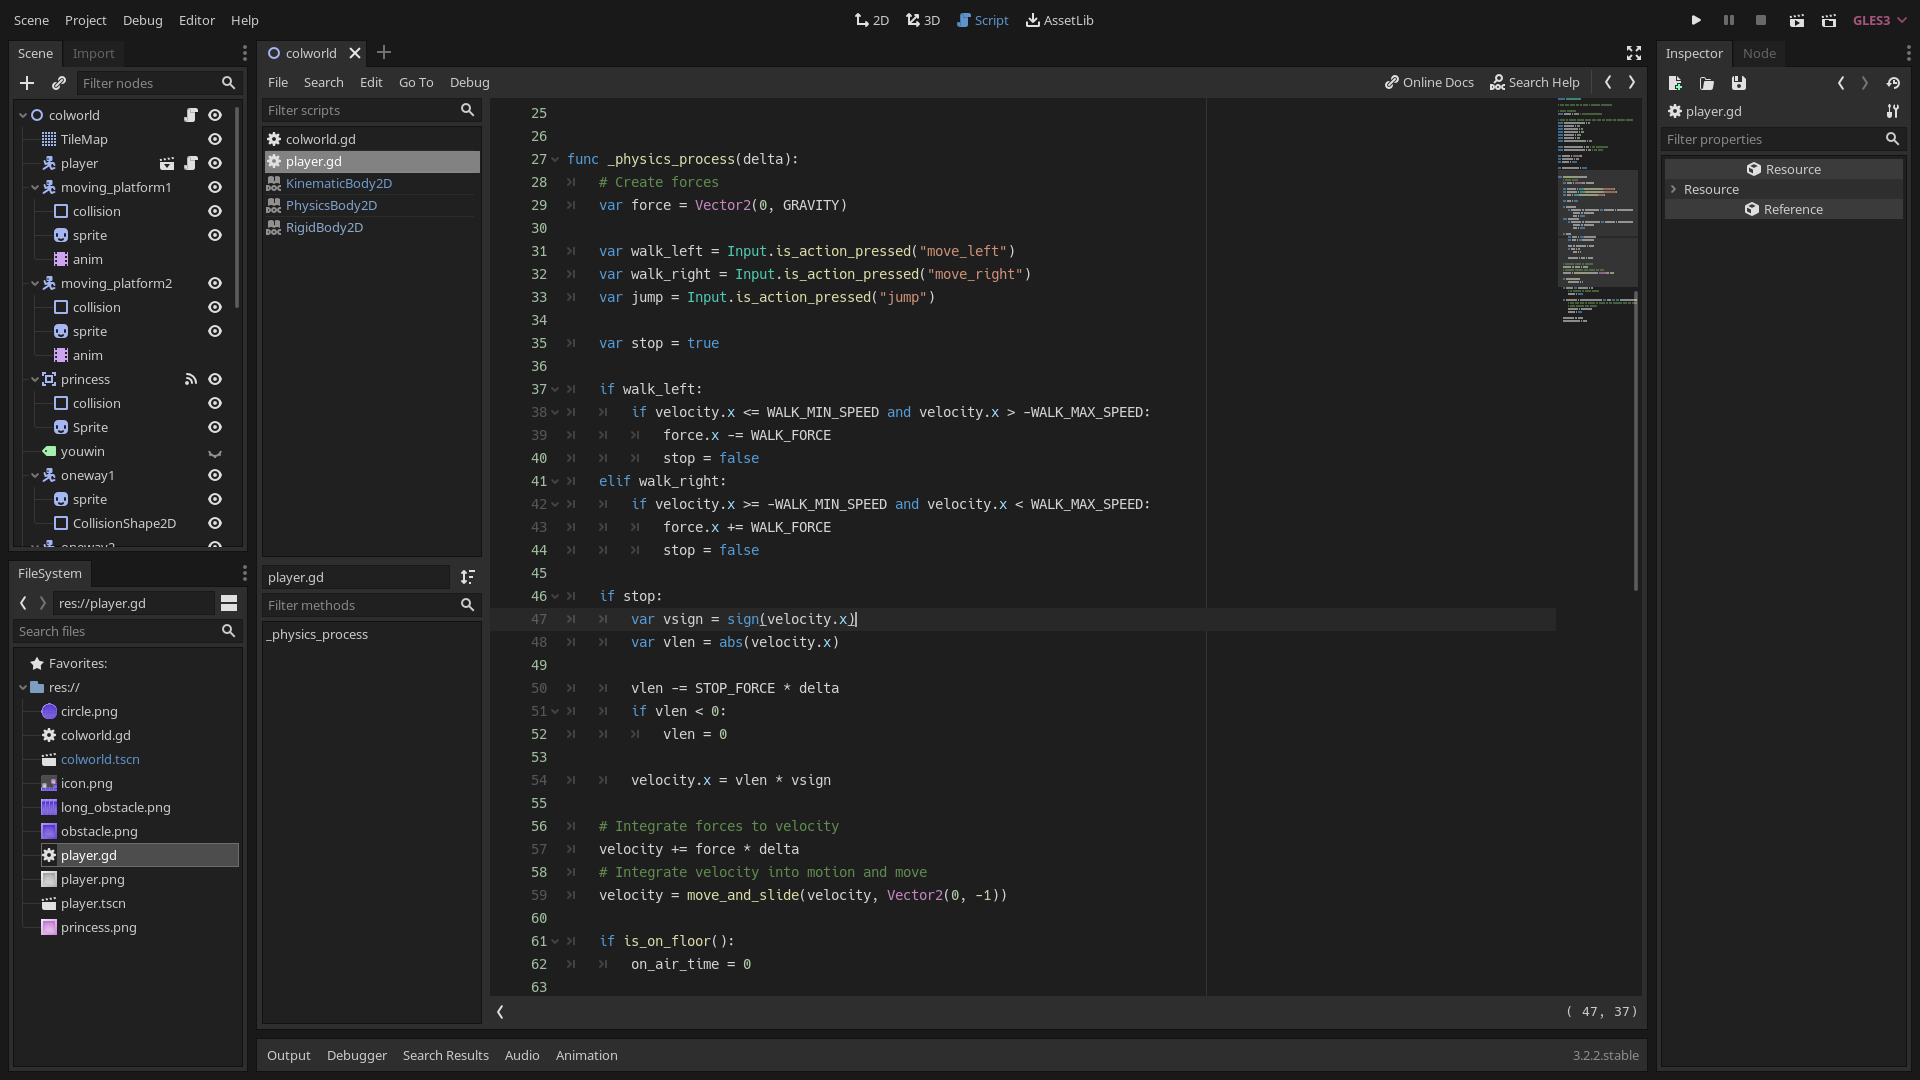 Scene Project Debug Editor Help
2D 3D Script AssetLib
GLES3
Scene Import
Filter nodes
colworld
TileMap
player
moving_platform1
collision
sprite
anim
moving_platform2
collision
sprite
anim
princess
collision
Sprite
youwin
oneway1
sprite
CollisionShape2D
oneway2
FileSystem
res://player.gd
Search files
Favorites:
res://
circle.png
colworld.gd
colworld.tscn
icon.png
long_obstacle.png
obstacle.png
player.gd
player.png
player.tscn
princess.png
colworld
File Search Edit Go To Debug
Online Docs Search Help
Filter scripts
colworld.gd
player.gd
KinematicBody2D
PhysicsBody2D
RigidBody2D
player.gd
Filter methods
_physics_process
25
26
27 func _physics_process(delta):
28 # Create forces
29 var force = Vector2(0, GRAVITY)
30
31 var walk_left = Input.is_action_pressed("move_left")
32 var walk_right = Input.is_action_pressed("move_right")
33 var jump = Input.is_action_pressed("jump")
34
35 var stop = true
36
37 if walk_left:
38 if velocity.x <= WALK_MIN_SPEED and velocity.x > -WALK_MAX_SPEED:
39 force.x -= WALK_FORCE
40 stop = false
41 elif walk_right:
42 if velocity.x >= -WALK_MIN_SPEED and velocity.x < WALK_MAX_SPEED:
43 force.x += WALK_FORCE
44 stop = false
45
46 if stop:
47 var vsign = sign(velocity.x)
48 var vlen = abs(velocity.x)
49
50 vlen -= STOP_FORCE * delta
51 if vlen < 0:
52 vlen = 0
53
54 velocity.x = vlen * vsign
55
56 # Integrate forces to velocity
57 velocity += force * delta
58 # Integrate velocity into motion and move
59 velocity = move_and_slide(velocity, Vector2(0, -1))
60
61 if is_on_floor():
62 on_air_time = 0
63
( 47, 37)
Output Debugger Search Results Audio Animation
3.2.2.stable
Inspector Node
player.gd
Filter properties
Resource
Resource
Reference